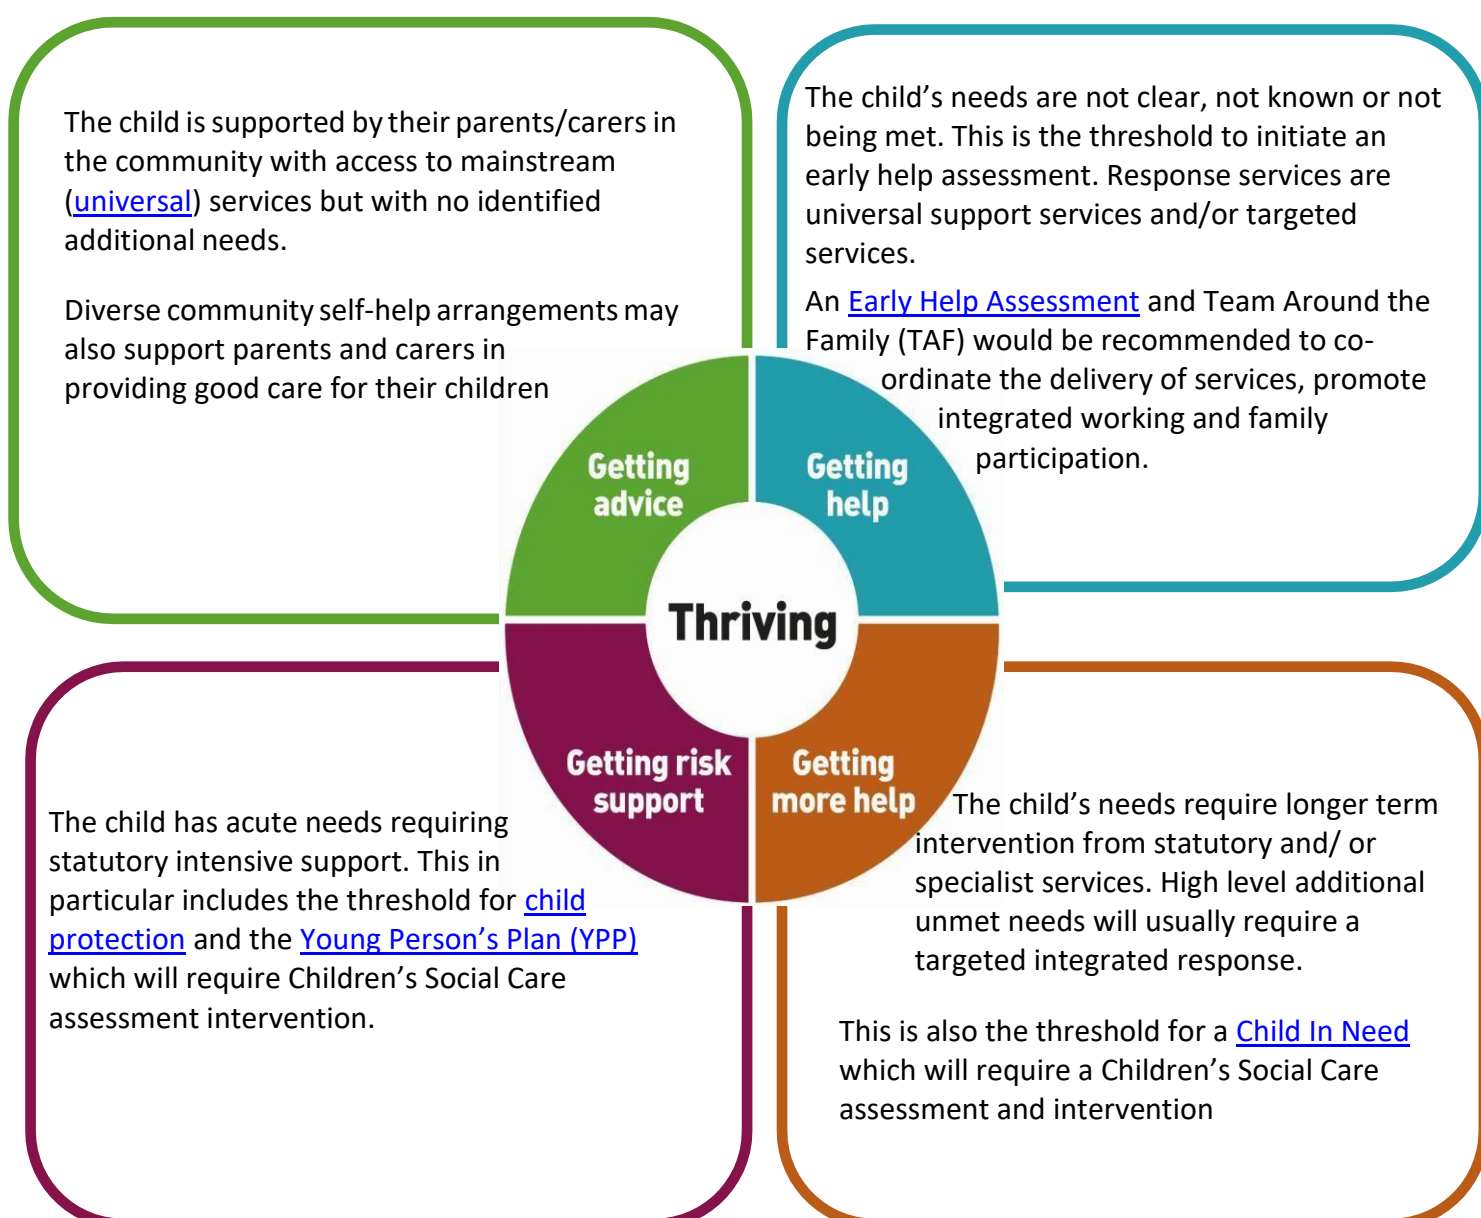 The child is supported by their parents/carers in
the community with access to mainstream
(universal) services but with no identified
additional needs.
Diverse community self-help arrangements may
also support parents and carers in
providing good care for their children
The child’s needs are not clear, not known or not
being met. This is the threshold to initiate an
early help assessment. Response services are
universal support services and/or targeted
services.
An Early Help Assessment and Team Around the
Family (TAF) would be recommended to co-
ordinate the delivery of services, promote
integrated working and family
participation.
Getting
advice
Getting
help
Thriving
Getting risk
support
Getting
more help
The child has acute needs requiring
statutory intensive support. This in
particular includes the threshold for child
protection and the Young Person’s Plan (YPP)
which will require Children’s Social Care
assessment intervention.
The child’s needs require longer term
intervention from statutory and/ or
specialist services. High level additional
unmet needs will usually require a
targeted integrated response.
This is also the threshold for a Child In Need
which will require a Children’s Social Care
assessment and intervention